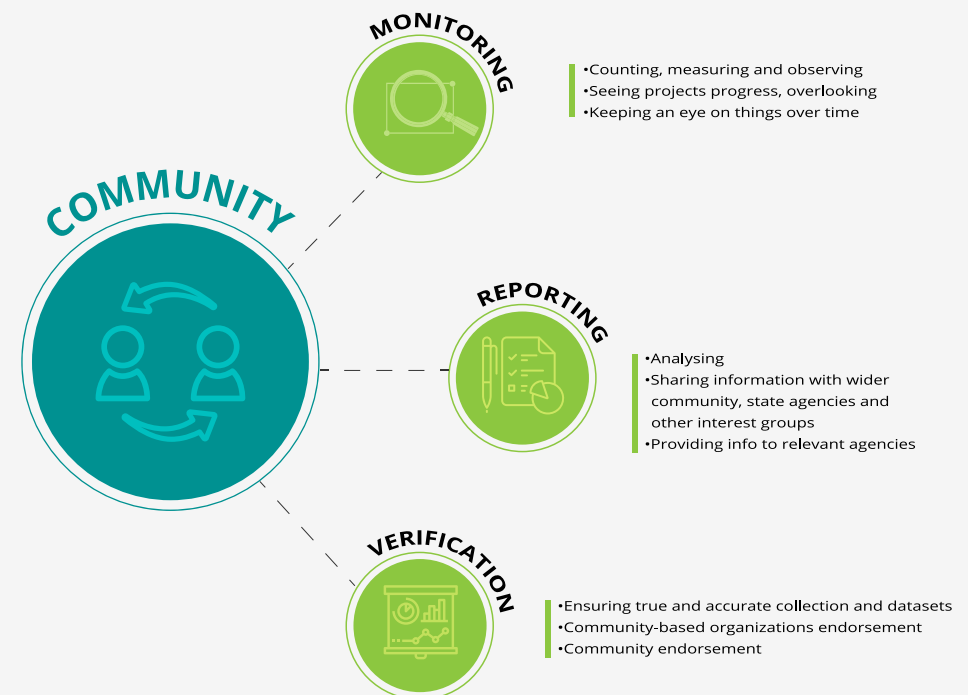 MONITORING
•Counting, measuring and observing
•Seeing projects progress, overlooking
•Keeping an eye on things over time
COMMUNITY
REPORTING
•Analysing
•Sharing information with wider
community, state agencies and
other interest groups
•Providing info to relevant agencies
VERIFICATION
•Ensuring true and accurate collection and datasets
•Community-based organizations endorsement
•Community endorsement